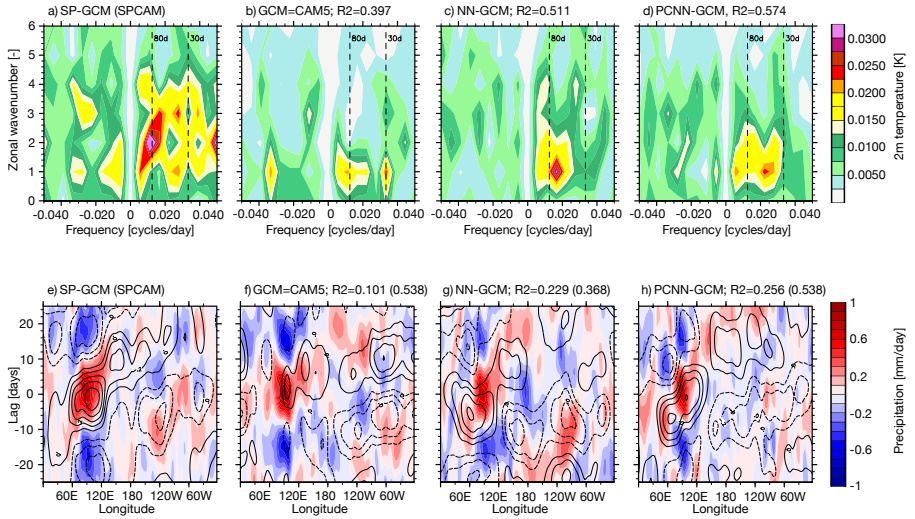 a) SP-GCM (SPCAM)
b) GCM=CAM5; R2=0.397
c) NN-GCM; R2=0.511
d) PCNN-GCM, R2=0.574
6
5
4
3
2
1
0
Zonal wavenumber [-]
80d
30d
80d
30d
80d
30d
80d
30d
-0.040 -0.020 0 0.020 0.040
-0.040 -0.020 0 0.020 0.040
-0.040 -0.020 0 0.020 0.040
-0.040 -0.020 0 0.020 0.040
Frequency [cycles/day]
Frequency [cycles/day]
Frequency [cycles/day]
Frequency [cycles/day]
0.0300
0.0250
0.0200
0.0150
0.0100
0.0050
2m temperature [K]
e) SP-GCM (SPCAM)
f) GCM=CAM5; R2=0.101 (0.538)
g) NN-GCM; R2=0.229 (0.368)
h) PCNN-GCM; R2=0.256 (0.538)
20
10
0
-10
-20
Lag [days]
60E 120E 180 120W 60W
60E 120E 180 120W 60W
60E 120E 180 120W 60W
60E 120E 180 120W 60W
Longitude
Longitude
Longitude
Longitude
1
0.6
0.2
-0.2
-0.6
-1
Precipitation [mm/day]